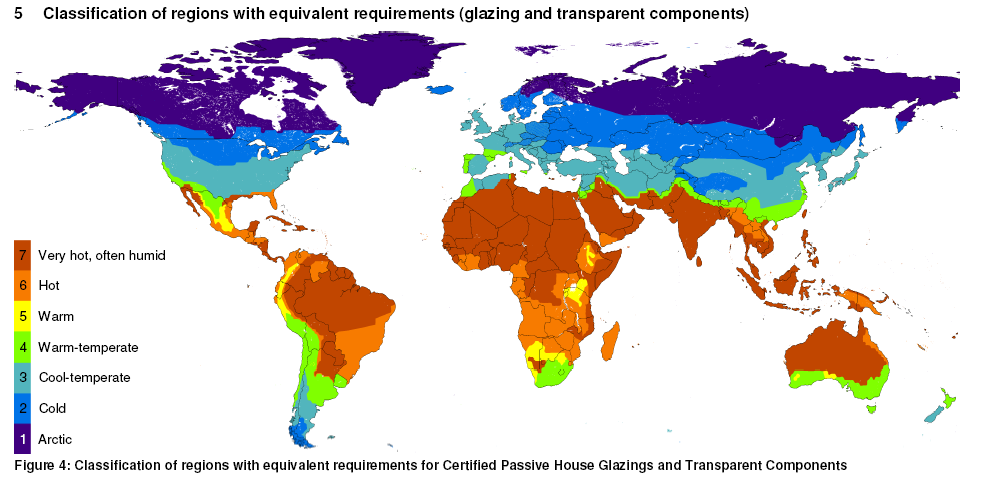 5 Classification of regions with equivalent requirements (glazing and transparent components)
7 Very hot, often humid
6 Hot
5 Warm
4 Warm-temperate
3 Cool-temperate
2 Cold
1 Arctic
Figure 4: Classification of regions with equivalent requirements for Certified Passive House Glazings and Transparent Components